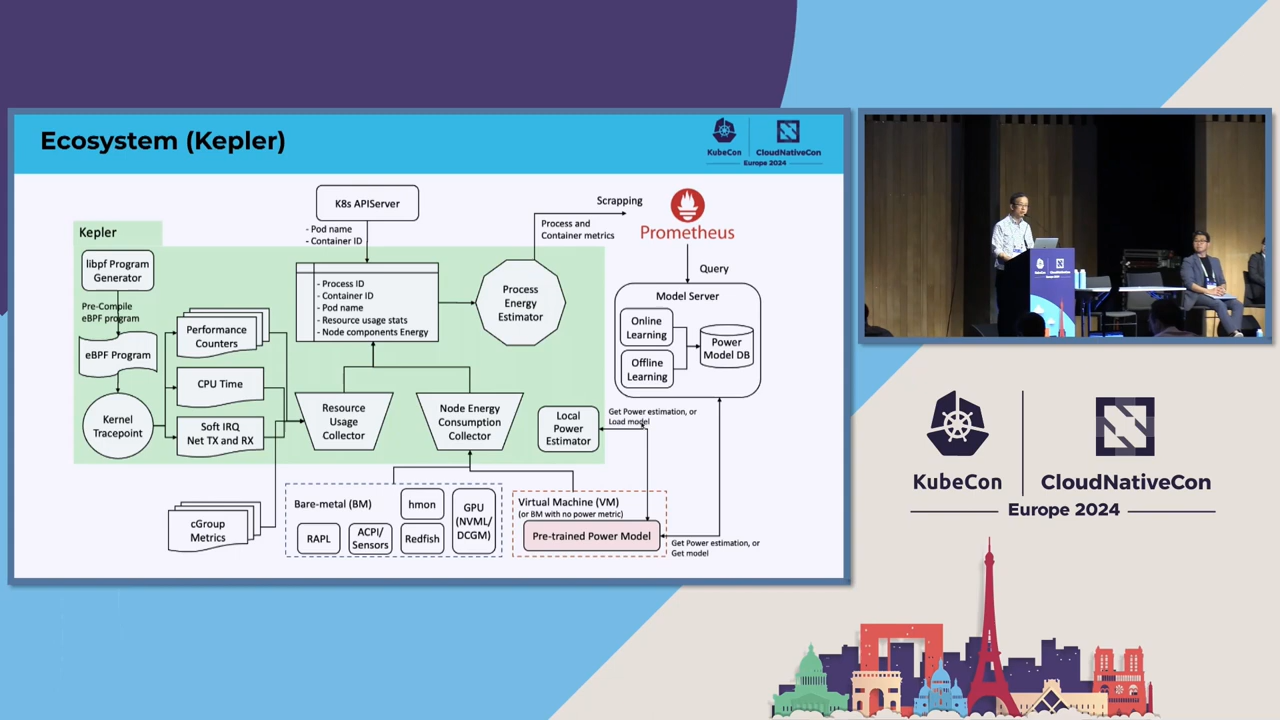 Ecosystem (Kepler)
KubeCon
CloudNativeCon
Europe 2024
K8s APIServer
- Pod name
- Container ID
Scrapping
Process and
Container metrics
Prometheus
Query
Kepler
libpf Program
Generator
Pre-Compile
eBPF program
eBPF Program
Kernel
Tracepoint
Performance
Counters
CPU Time
Soft IRQ
Net TX and RX
- Process ID
- Container ID
- Pod name
- Resource usage stats
- Node components Energy
Process
Energy
Estimator
Model Server
Online
Learning
Offline
Learning
Power
Model DB
Resource
Usage
Collector
Node Energy
Consumption
Collector
Local
Power
Estimator
Get Power estimation, or
Load model
cGroup
Metrics
Bare-metal (BM)
hmon
GPU
(NVML/
DCGM)
RAPL
ACPI/
Sensors
Redfish
Virtual Machine (VM)
(or BM with no power metric)
Pre-trained Power Model
Get Power estimation, or
Get model
KubeCon
CloudNativeCon
Europe 2024